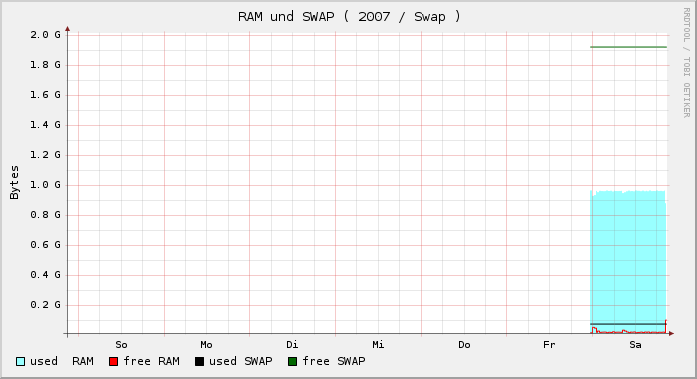 RAM und SWAP ( 2007 / Swap )
RRDTOOL / TOBI OETIKER
Bytes
2.0 G
1.8 G
1.6 G
1.4 G
1.2 G
1.0 G
0.8 G
0.6 G
0.4 G
0.2 G
So Mo Di Mi Do Fr Sa
used RAM free RAM used SWAP free SWAP